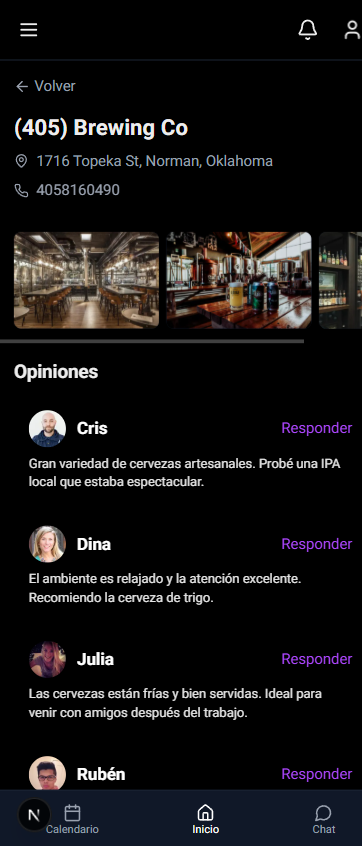 Volver
(405) Brewing Co
1716 Topeka St, Norman, Oklahoma
4058160490
Opiniones
Cris
Responder
Gran variedad de cervezas artesanales. Probé una IPA
local que estaba espectacular.
Dina
Responder
El ambiente es relajado y la atención excelente.
Recomiendo la cerveza de trigo.
Julia
Responder
Las cervezas están frías y bien servidas. Ideal para
venir con amigos después del trabajo.
Rubén
Responder
N
Calendario
Inicio
Chat